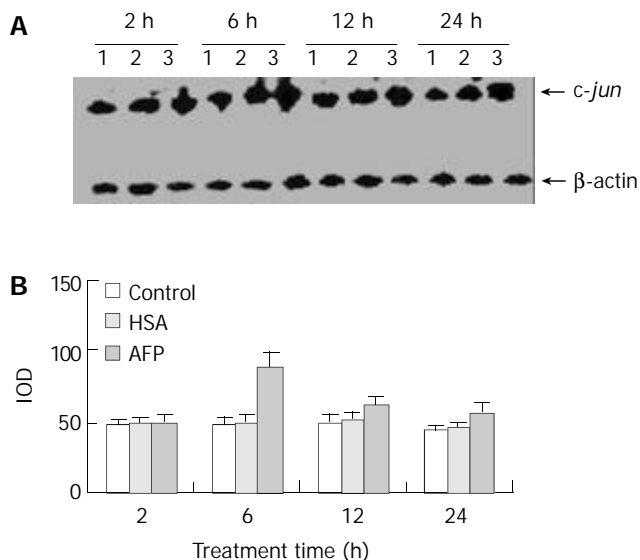 A
2 h 6 h 12 h 24 h
1 2 3 1 2 3 1 2 3 1 2 3
c-jun
β-actin
B
150
Control
HSA
AFP
100
50
0
IOD
2 6 12 24
Treatment time (h)